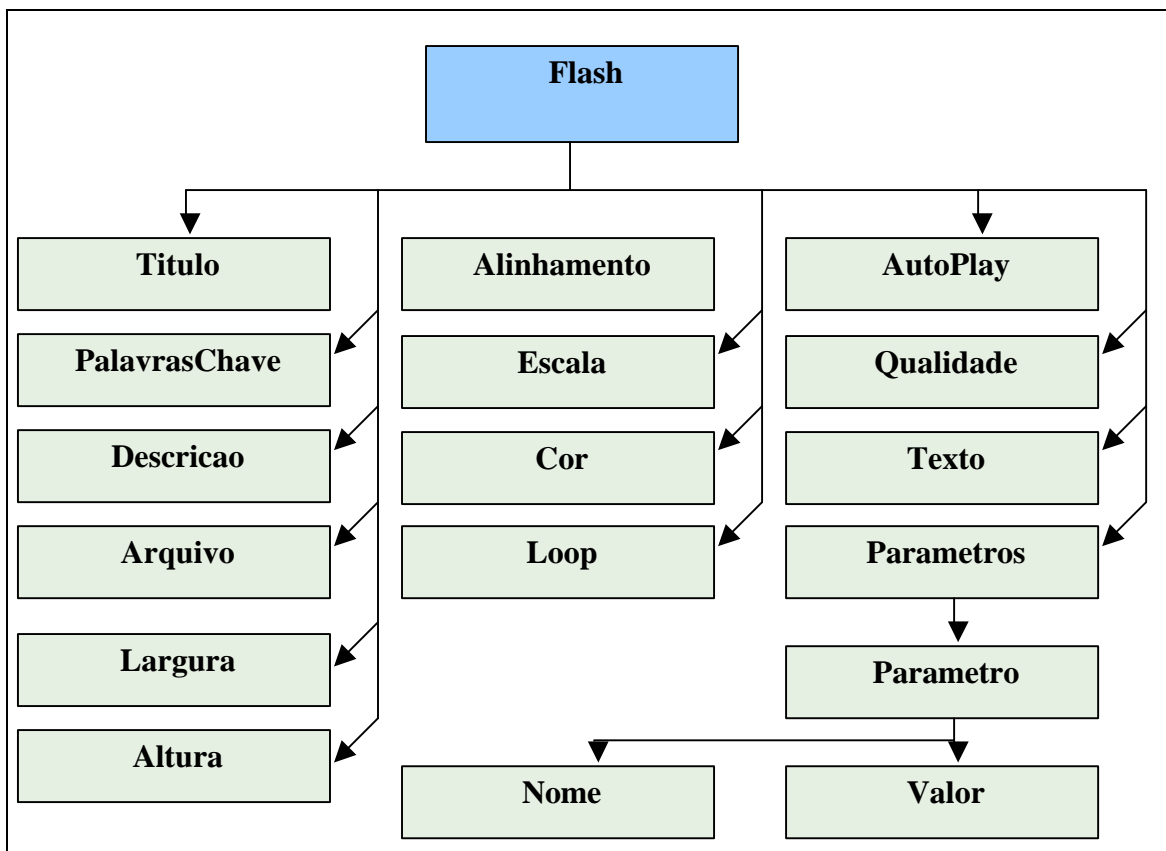 Flash
Titulo
Alinhamento
AutoPlay
PalavrasChave
Escala
Qualidade
Descricao
Cor
Texto
Arquivo
Loop
Parametros
Largura
Parametro
Altura
Nome
Valor